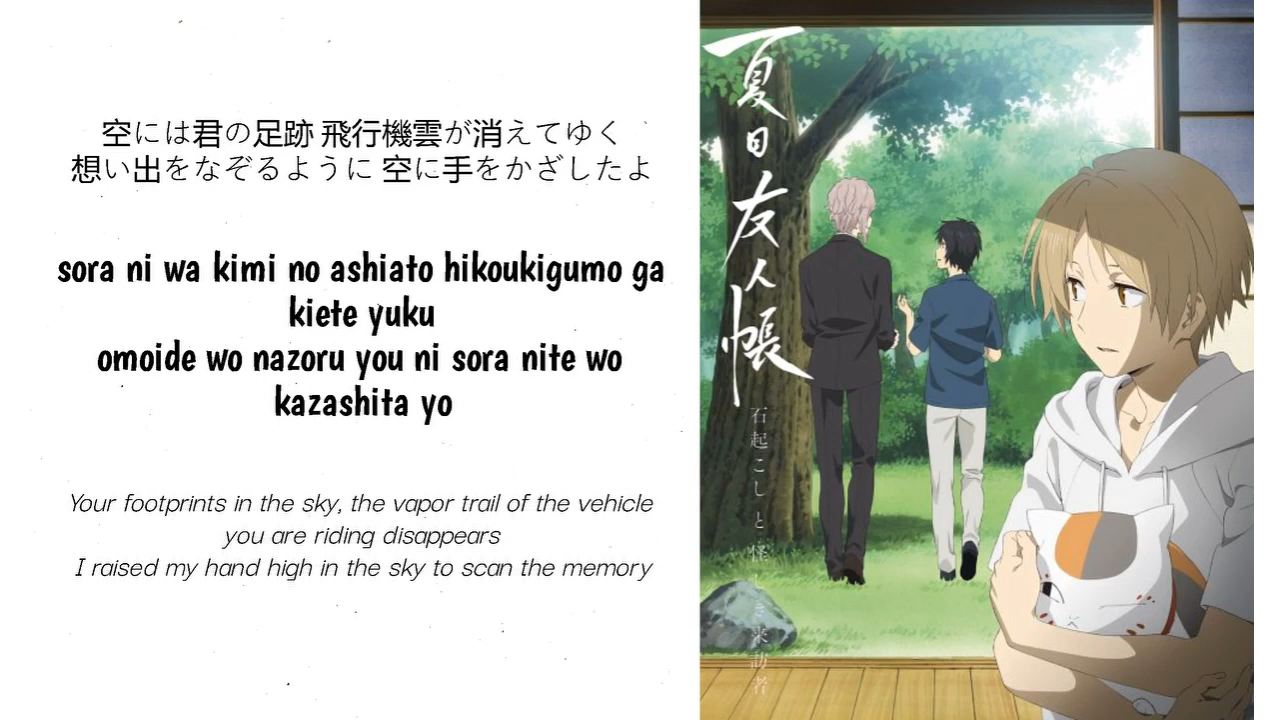 空には君の足跡 飛行機雲が消えてゆく
想い出をなぞるように 空に手をかざしたよ
sora ni wa kimi no ashiato hikoukigumo ga
kiete yuku
omoide wo nazoru you ni sora nite wo
kazashita yo
Your footprints in the sky, the vapor trail of the vehicle
you are riding disappears
I raised my hand high in the sky to scan the memory
夏目友人帳
石起こしと怪しき来訪者